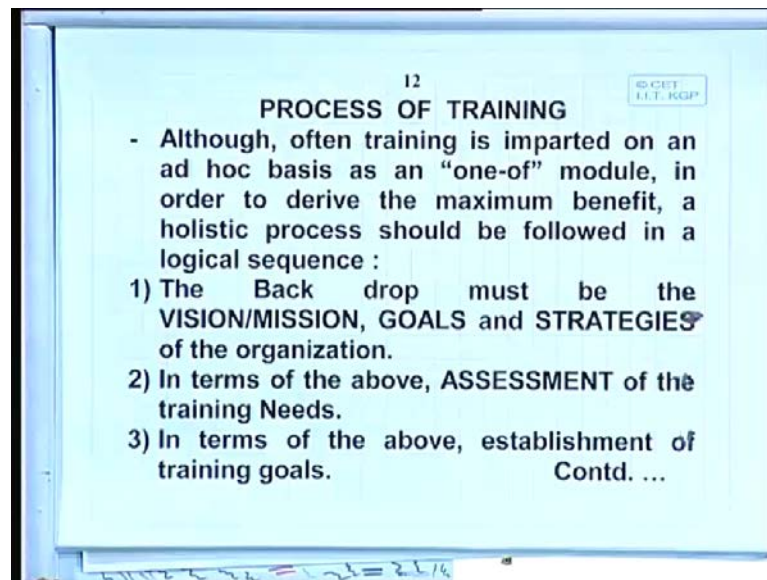 12
© CET
I.I.T. KGP
PROCESS OF TRAINING
- Although, often training is imparted on an
ad hoc basis as an “one-of” module, in
order to derive the maximum benefit, a
holistic process should be followed in a
logical sequence :
1) The Back drop must be the
VISION/MISSION, GOALS and STRATEGIES
of the organization.
2) In terms of the above, ASSESSMENT of the
training Needs.
3) In terms of the above, establishment of
training goals. Contd. ...